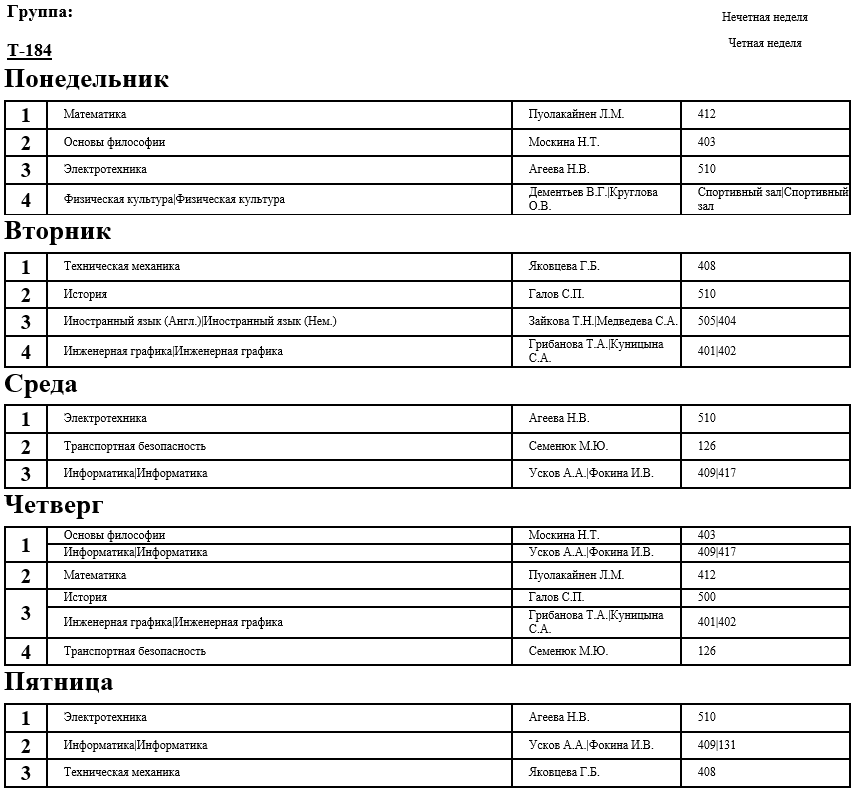 Группа:
Нечетная неделя
Четная неделя
Т-184
Понедельник
1 Математика Пуолакайнен Л.М. 412
2 Основы философии Москина Н.Т. 403
3 Электротехника Агеева Н.В. 510
4 Физическая культура|Физическая культура Дементьев В.Г.|Круглова О.В. Спортивный зал|Спортивный зал
Вторник
1 Техническая механика Яковцева Г.Б. 408
2 История Галов С.П. 510
3 Иностранный язык (Англ.)|Иностранный язык (Нем.) Зайкова Т.Н.|Медведева С.А. 505|404
4 Инженерная графика|Инженерная графика Грибанова Т.А.|Куницына С.А. 401|402
Среда
1 Электротехника Агеева Н.В. 510
2 Транспортная безопасность Семенюк М.Ю. 126
3 Информатика|Информатика Усков А.А.|Фокина И.В. 409|417
Четверг
1 Основы философии Москина Н.Т. 403
Информатика|Информатика Усков А.А.|Фокина И.В. 409|417
2 Математика Пуолакайнен Л.М. 412
3 История Галов С.П. 500
Инженерная графика|Инженерная графика Грибанова Т.А.|Куницына С.А. 401|402
4 Транспортная безопасность Семенюк М.Ю. 126
Пятница
1 Электротехника Агеева Н.В. 510
2 Информатика|Информатика Усков А.А.|Фокина И.В. 409|131
3 Техническая механика Яковцева Г.Б. 408